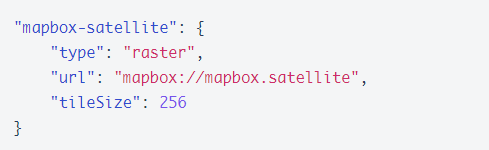 "mapbox-satellite": {
    "type": "raster",
    "url": "mapbox://mapbox.satellite",
    "tileSize": 256
}